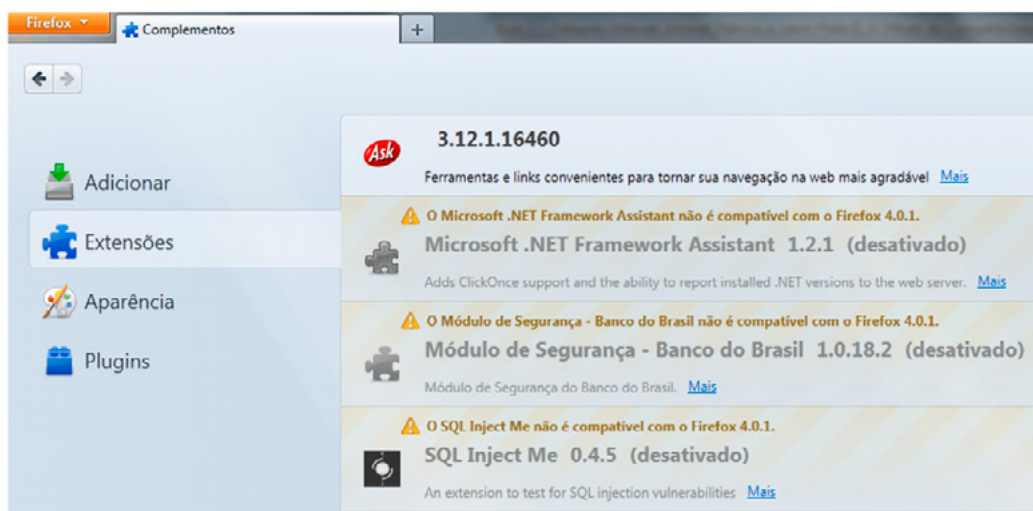 Firefox
Complementos
+
Adicionar
Extensões
Aparência
Plugins
Ask
3.12.1.16460
Ferramentas e links convenientes para tornar sua navegação na web mais agradável Mais
O Microsoft .NET Framework Assistant não é compatível com o Firefox 4.0.1.
Microsoft .NET Framework Assistant 1.2.1 (desativado)
Adds ClickOnce support and the ability to report installed .NET versions to the web server. Mais
O Módulo de Segurança - Banco do Brasil não é compatível com o Firefox 4.0.1.
Módulo de Segurança - Banco do Brasil 1.0.18.2 (desativado)
Módulo de Segurança do Banco do Brasil. Mais
O SQL Inject Me não é compatível com o Firefox 4.0.1.
SQL Inject Me 0.4.5 (desativado)
An extension to test for SQL injection vulnerabilities Mais